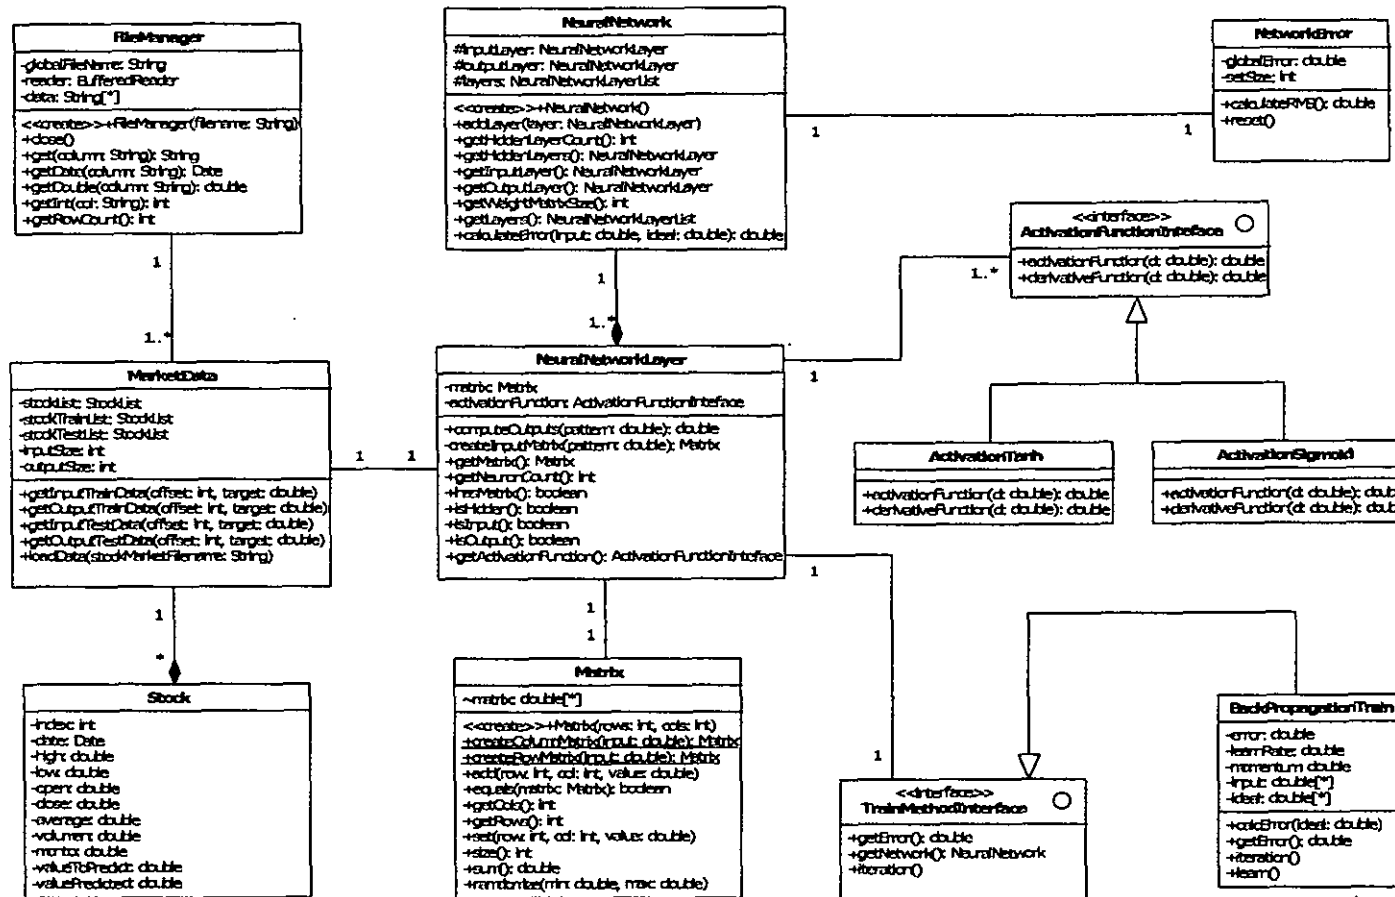 FileManager
-globalFileName: String
-reader: BufferedReader
-data: String[*]
<<create>>+FileManager(filename: String)
+close()
+get(column: String): String
+getDate(column: String): Date
+getDouble(column: String): double
+getInt(col: String): int
+getRowCount(): int
NeuralNetwork
#inputLayer: NeuralNetworkLayer
#outputLayer: NeuralNetworkLayer
#layers: NeuralNetworkLayerList
<<create>>+NeuralNetwork()
+addLayer(layer: NeuralNetworkLayer)
+getHiddenLayerCount(): int
+getHiddenLayers(): NeuralNetworkLayer
+getInputLayer(): NeuralNetworkLayer
+getOutputLayer(): NeuralNetworkLayer
+getWeightMatrixSize(): int
+getLayers(): NeuralNetworkLayerList
+calculateError(input: double, ideal: double): double
NetworkError
-globalError: double
-setSize: int
+calculateRMS(): double
+reset()
1
1
<<interface>>
ActivationFunctionInteface
+activationFunction(d: double): double
+derivativeFunction(d: double): double
1
1..*
1
1..*
1..*
1
MarketData
-stockList: StockList
-stockTrainList: StockList
-stockTestList: StockList
-inputSize: int
-outputSize: int
+getInputTrainData(offset: int, target: double)
+getOutputTrainData(offset: int, target: double)
+getInputTestData(offset: int, target: double)
+getOutputTestData(offset: int, target: double)
+loadData(stockMarketFilename: String)
1
1
NeuralNetworkLayer
-matrix: Matrix
-activationFunction: ActivationFunctionInteface
+computeOutputs(pattern: double): double
-createInputMatrix(pattern: double): Matrix
+getMatrix(): Matrix
+getNeuronCount(): int
+hasMatrix(): boolean
+isHidden(): boolean
+isInput(): boolean
+isOutput(): boolean
+getActivationFunction(): ActivationFunctionInterface
ActivationTanh
+activationFunction(d: double): double
+derivativeFunction(d: double): double
ActivationSigmoid
+activationFunction(d: double): doub
+derivativeFunction(d: double): doub
1
*
1
1
1
1
Stock
-index: int
-date: Date
-high: double
-low: double
-open: double
-close: double
-average: double
-volumen: double
-monto: double
-valueToPredict: double
-valuePredicted: double
Matrix
~matrix: double[*]
<<create>>+Matrix(rows: int, cols: int)
+createColumnMatrix(input: double): Matrix
+createRowMatrix(input: double): Matrix
+add(row: int, col: int, value: double)
+equals(matrix: Matrix): boolean
+getCols(): int
+getRows(): int
+set(row: int, col: int, value: double)
+size(): int
+sum(): double
+ramdomize(min: double, max: double)
<<interface>>
TrainMethodInterface
+getError(): double
+getNetwork(): NeuralNetwork
+iteration()
BackPropagationTrain
-error: double
-learnRate: double
-momentum: double
-input: double[*]
-ideal: double[*]
+calcError(ideal: double)
+getError(): double
+iteration()
+learn()